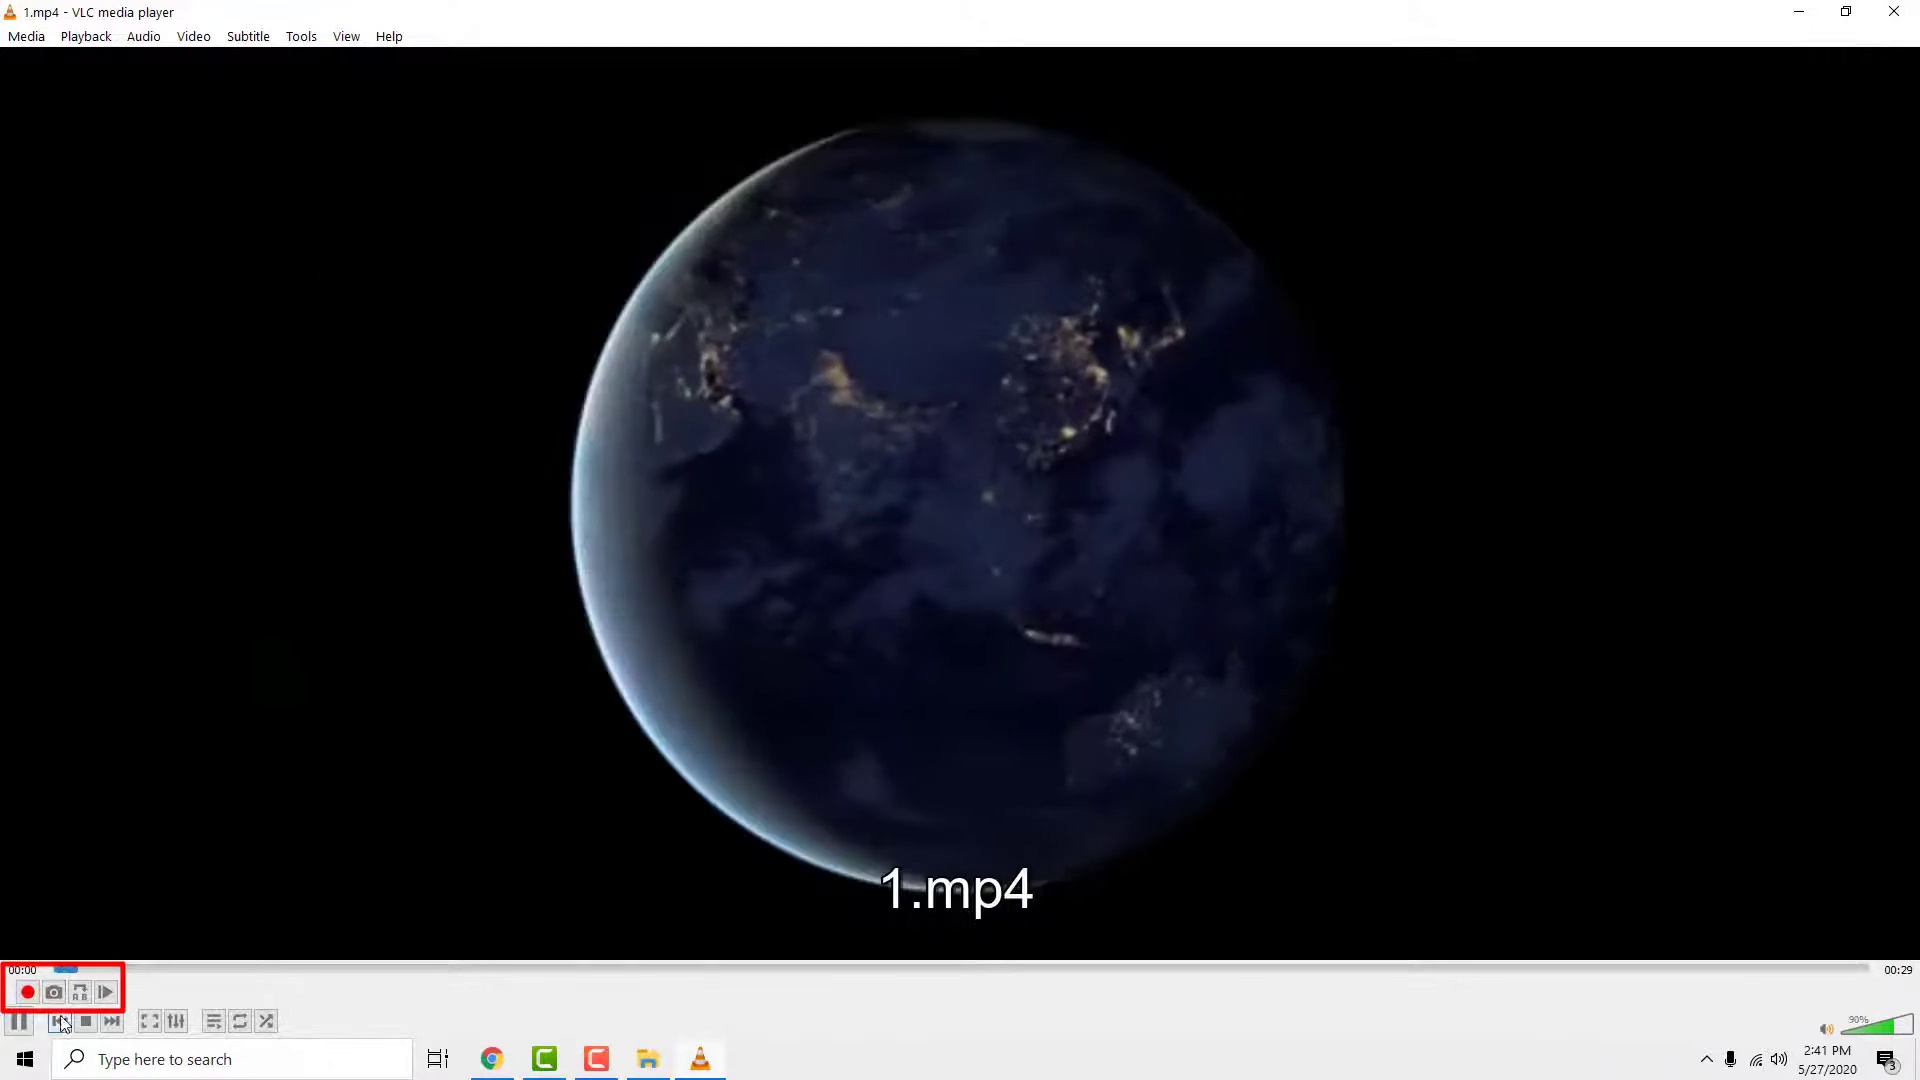 1.mp4 - VLC media player
Media Playback Audio Video Subtitle Tools View Help
1.mp4
00:00
00:29
A B
90%
Type here to search
2:41 PM
5/27/2020
3